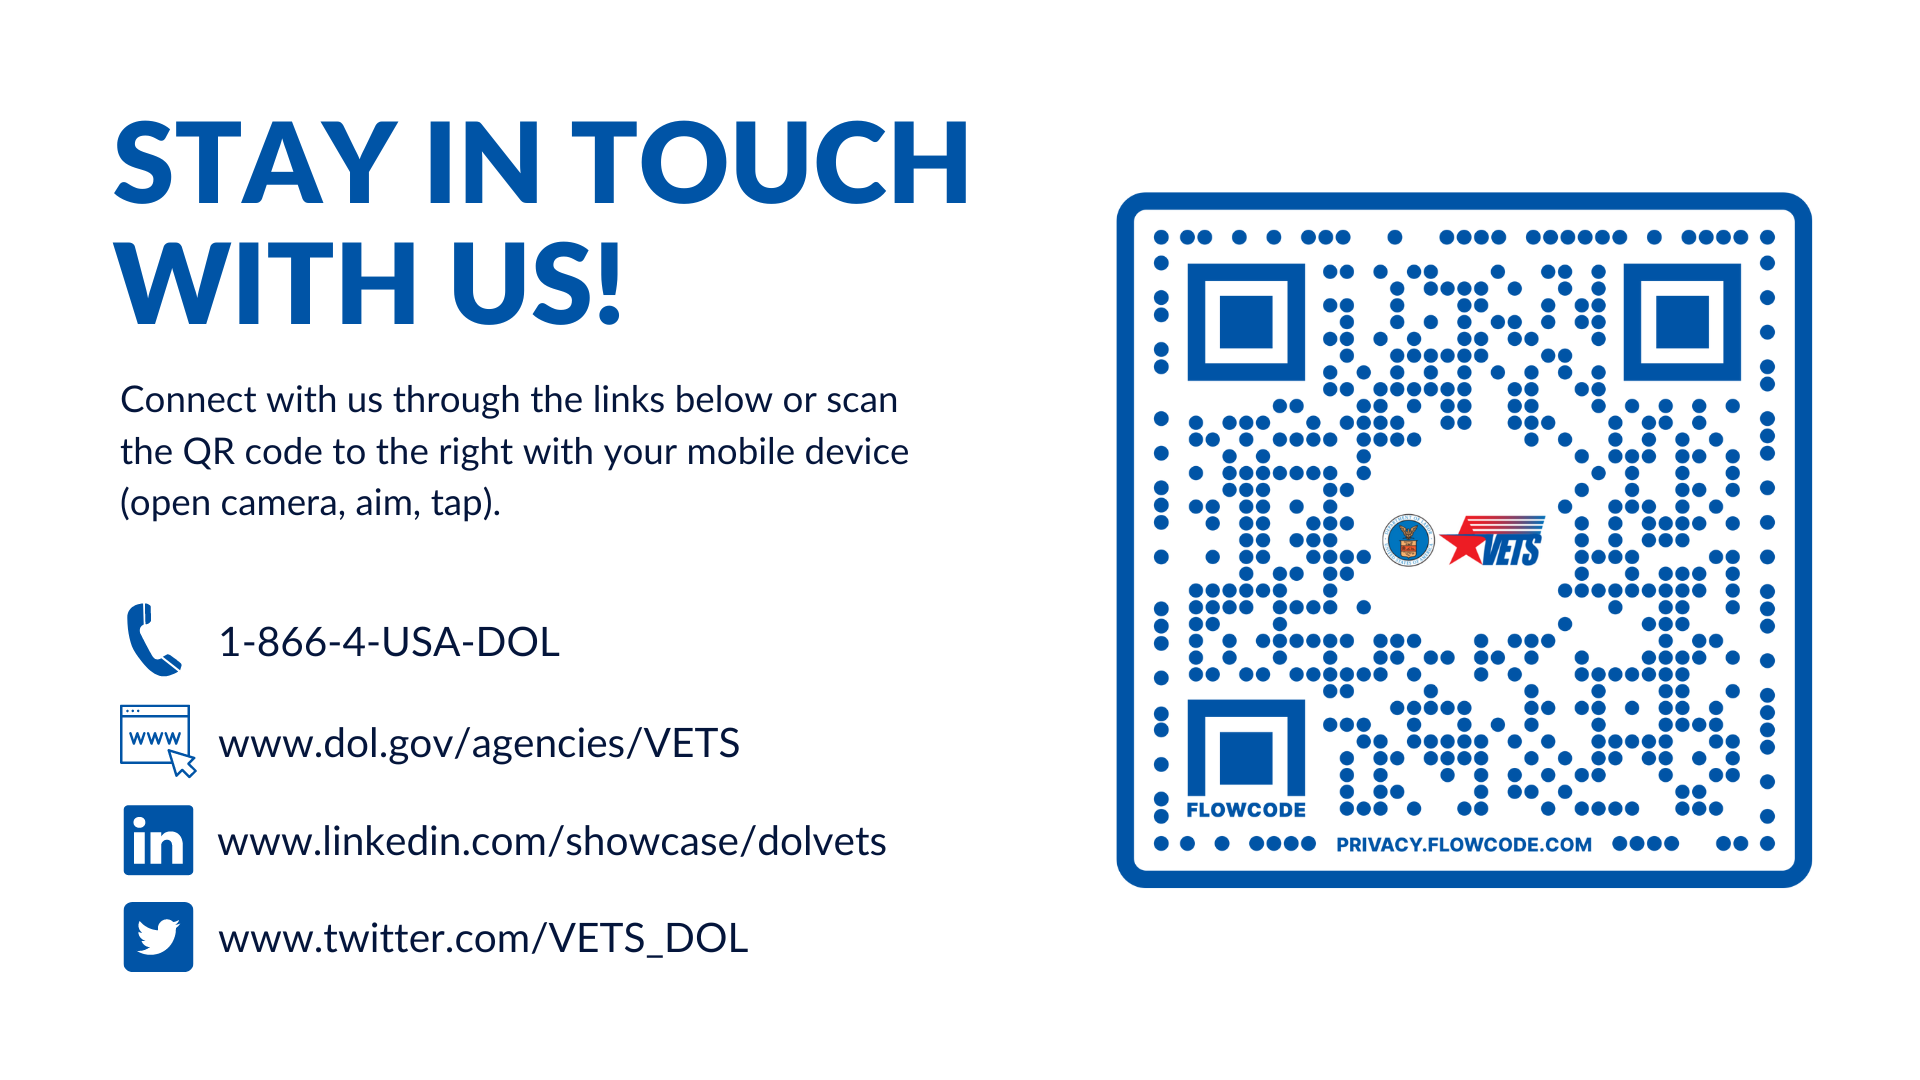 STAY IN TOUCH
WITH US!
Connect with us through the links below or scan
the QR code to the right with your mobile device
(open camera, aim, tap).
1-866-4-USA-DOL
www
www.dol.gov/agencies/VETS
in
www.linkedin.com/showcase/dolvets
www.twitter.com/VETS_DOL
VETS
FLOWCODE
PRIVACY.FLOWCODE.COM